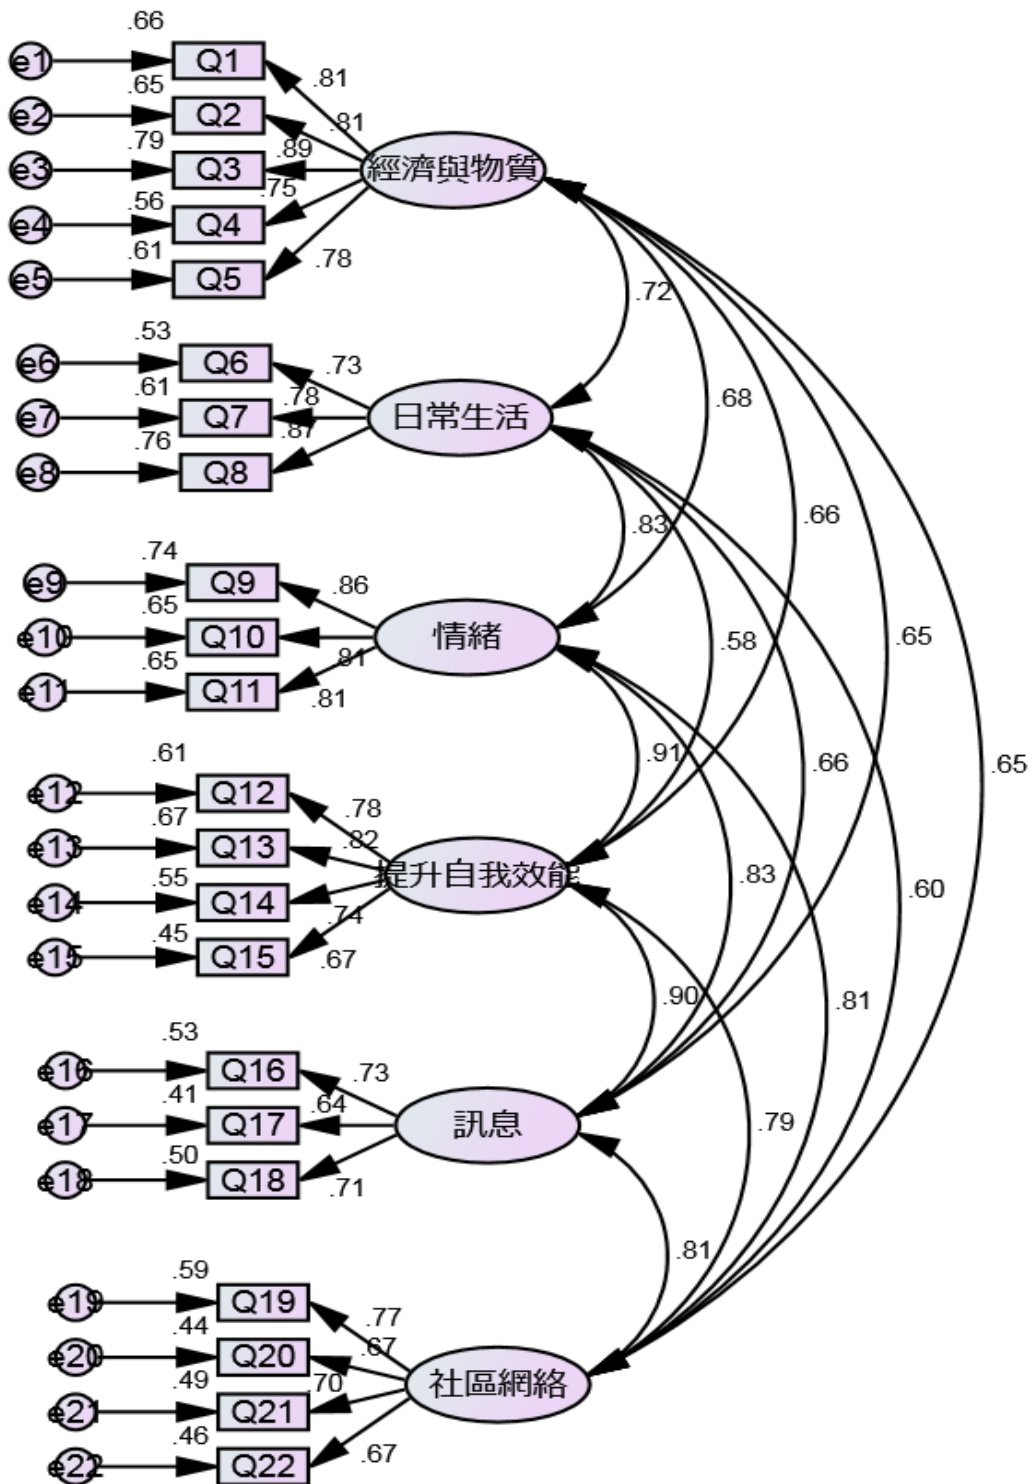 .66
e1 Q1 .81
.65
e2 Q2 .81
.79
e3 Q3 .89
經濟與物質
.56
e4 Q4 .75
.61
e5 Q5 .78
.72
.53
e6 Q6 .73
.61
e7 Q7 .78
日常生活
.68
.76
e8 Q8 .87
.83
.66
.74
e9 Q9 .86
.65
e10 Q10 .81
情緒
.58
.65
.65
e11 Q11 .81
.91
.66
.65
.61
e12 Q12 .78
.67
e13 Q13 .82
提升自我效能
.83
.55
e14 Q14 .74
.60
.45
e15 Q15 .67
.90
.81
.53
e16 Q16 .73
.41
e17 Q17 .64
訊息
.79
.50
e18 Q18 .71
.81
.59
e19 Q19 .77
.44
e20 Q20 .67
社區網絡
.49
e21 Q21 .70
.46
e22 Q22 .67